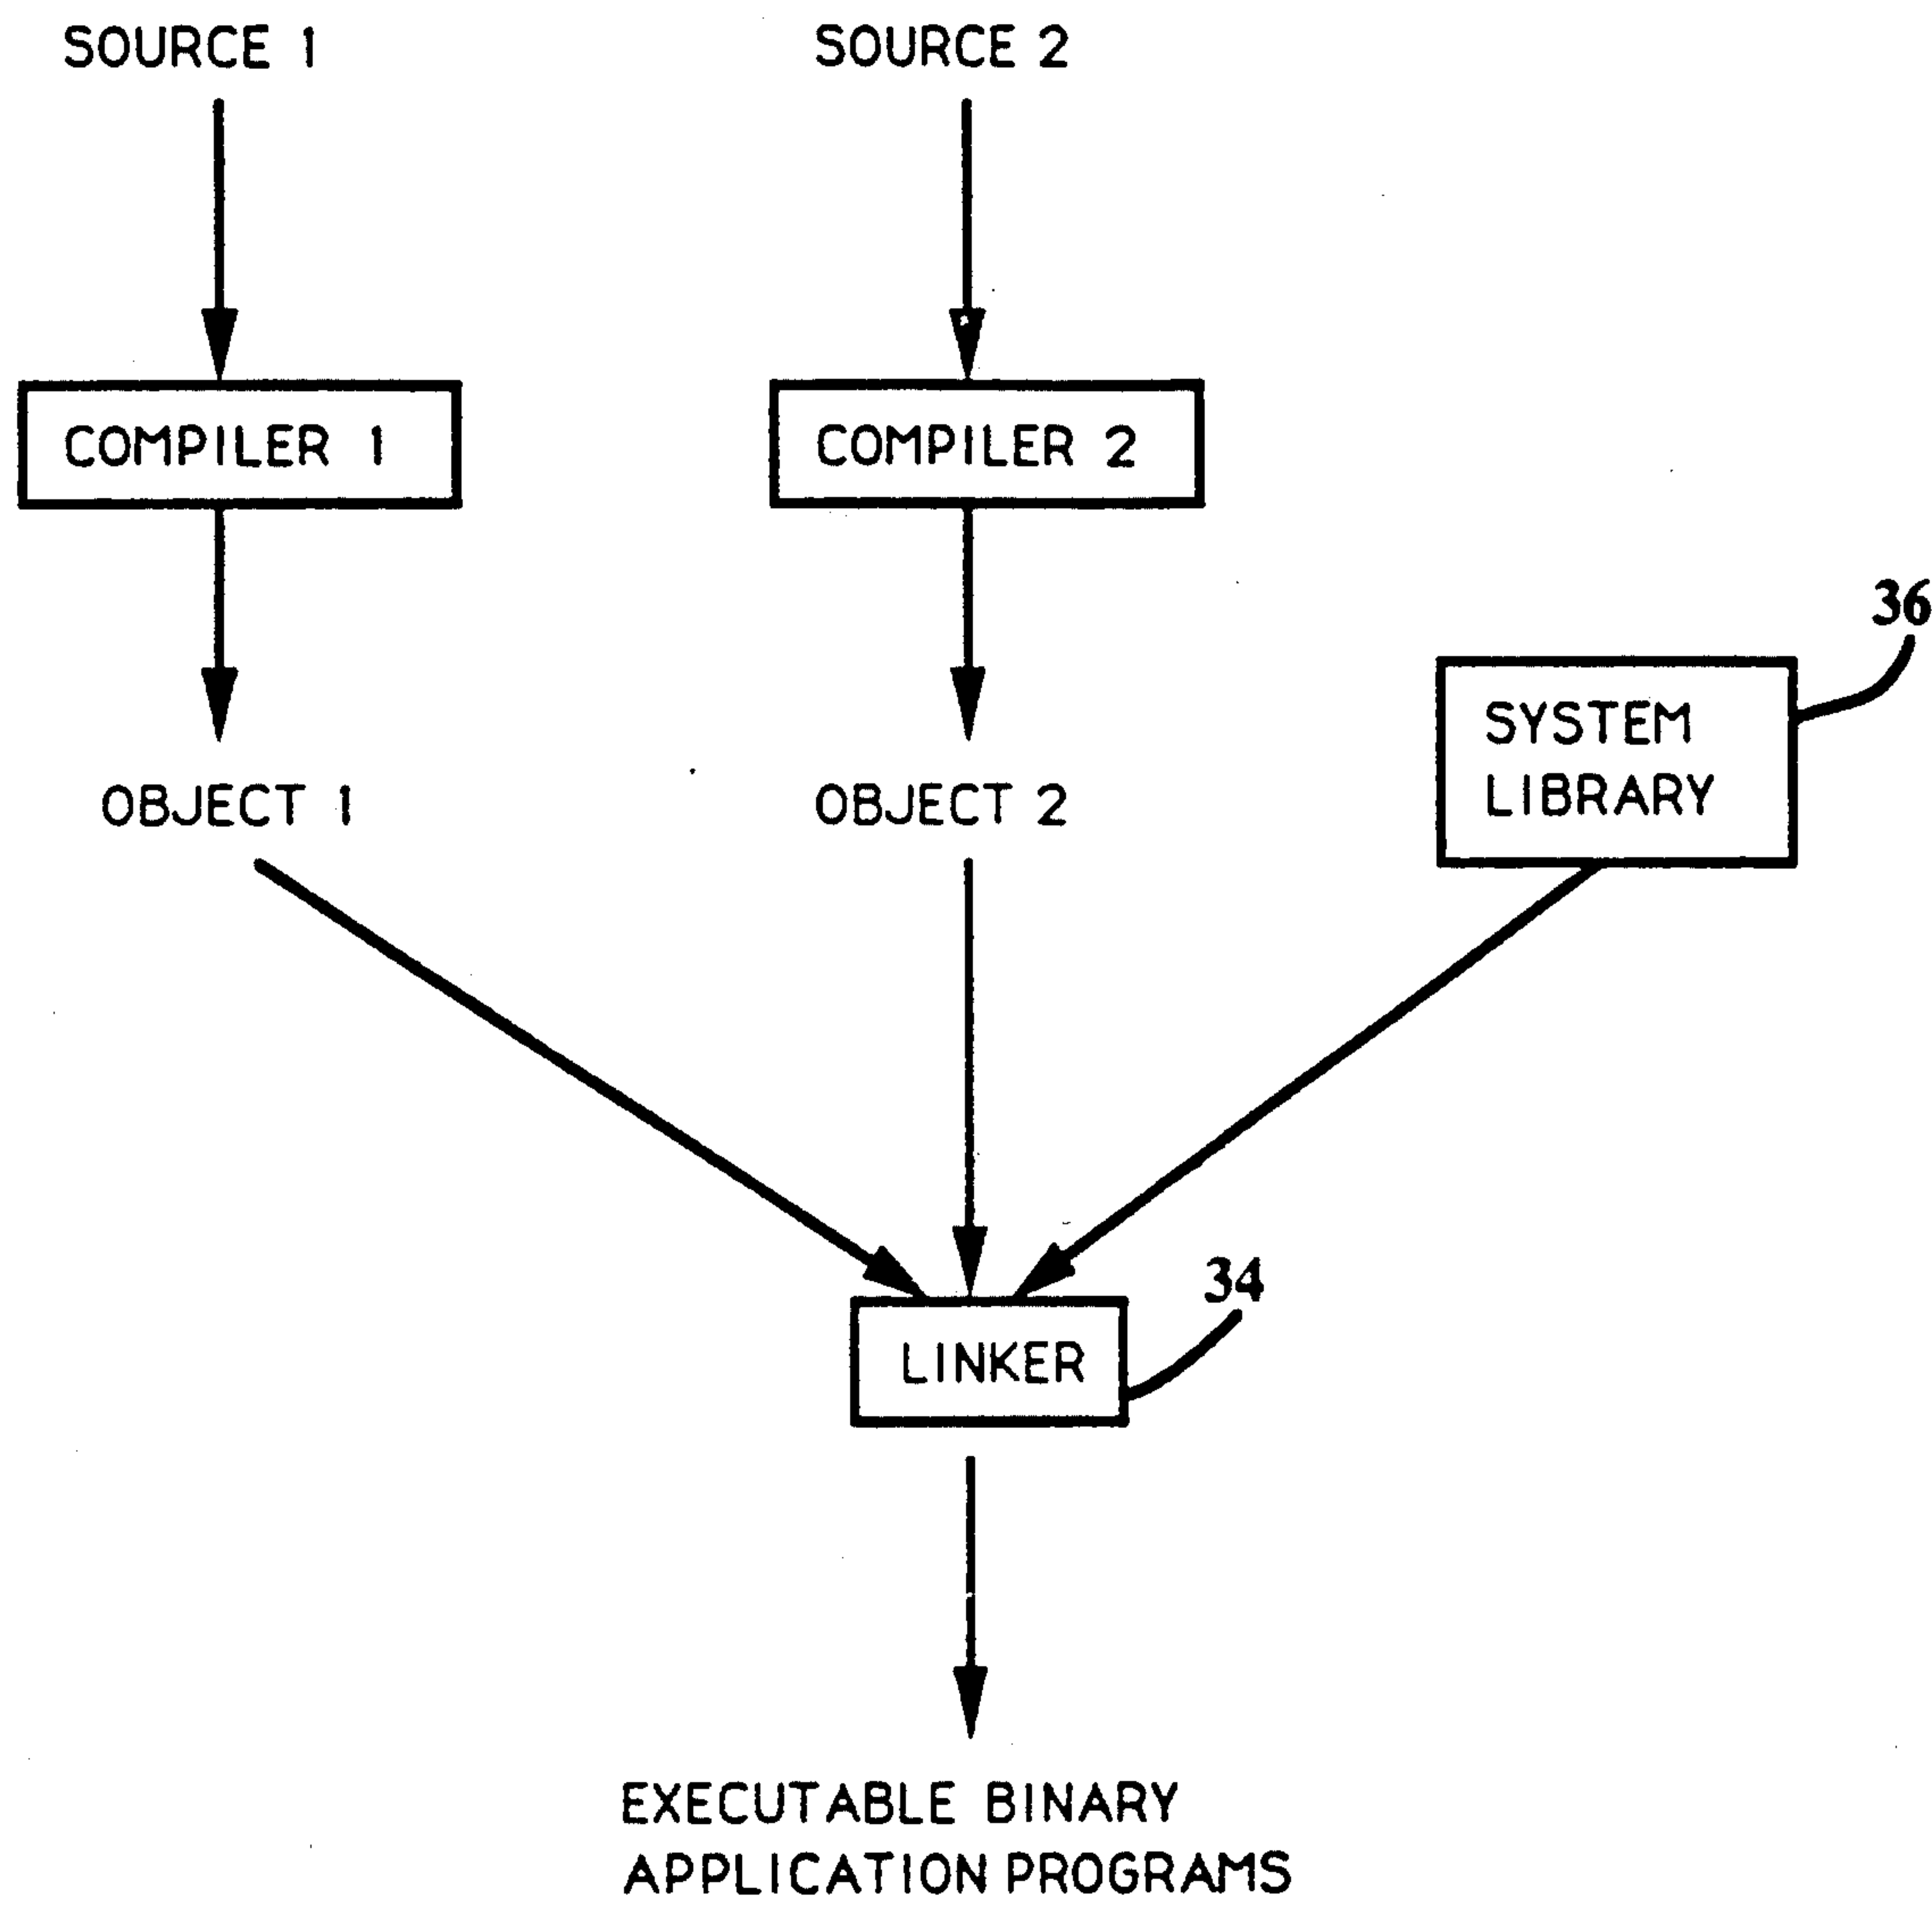 SOURCE 1
SOURCE 2
COMPILER 1
COMPILER 2
36
SYSTEM
LIBRARY
OBJECT 1
OBJECT 2
34
LINKER
EXECUTABLE BINARY
APPLICATION PROGRAMS